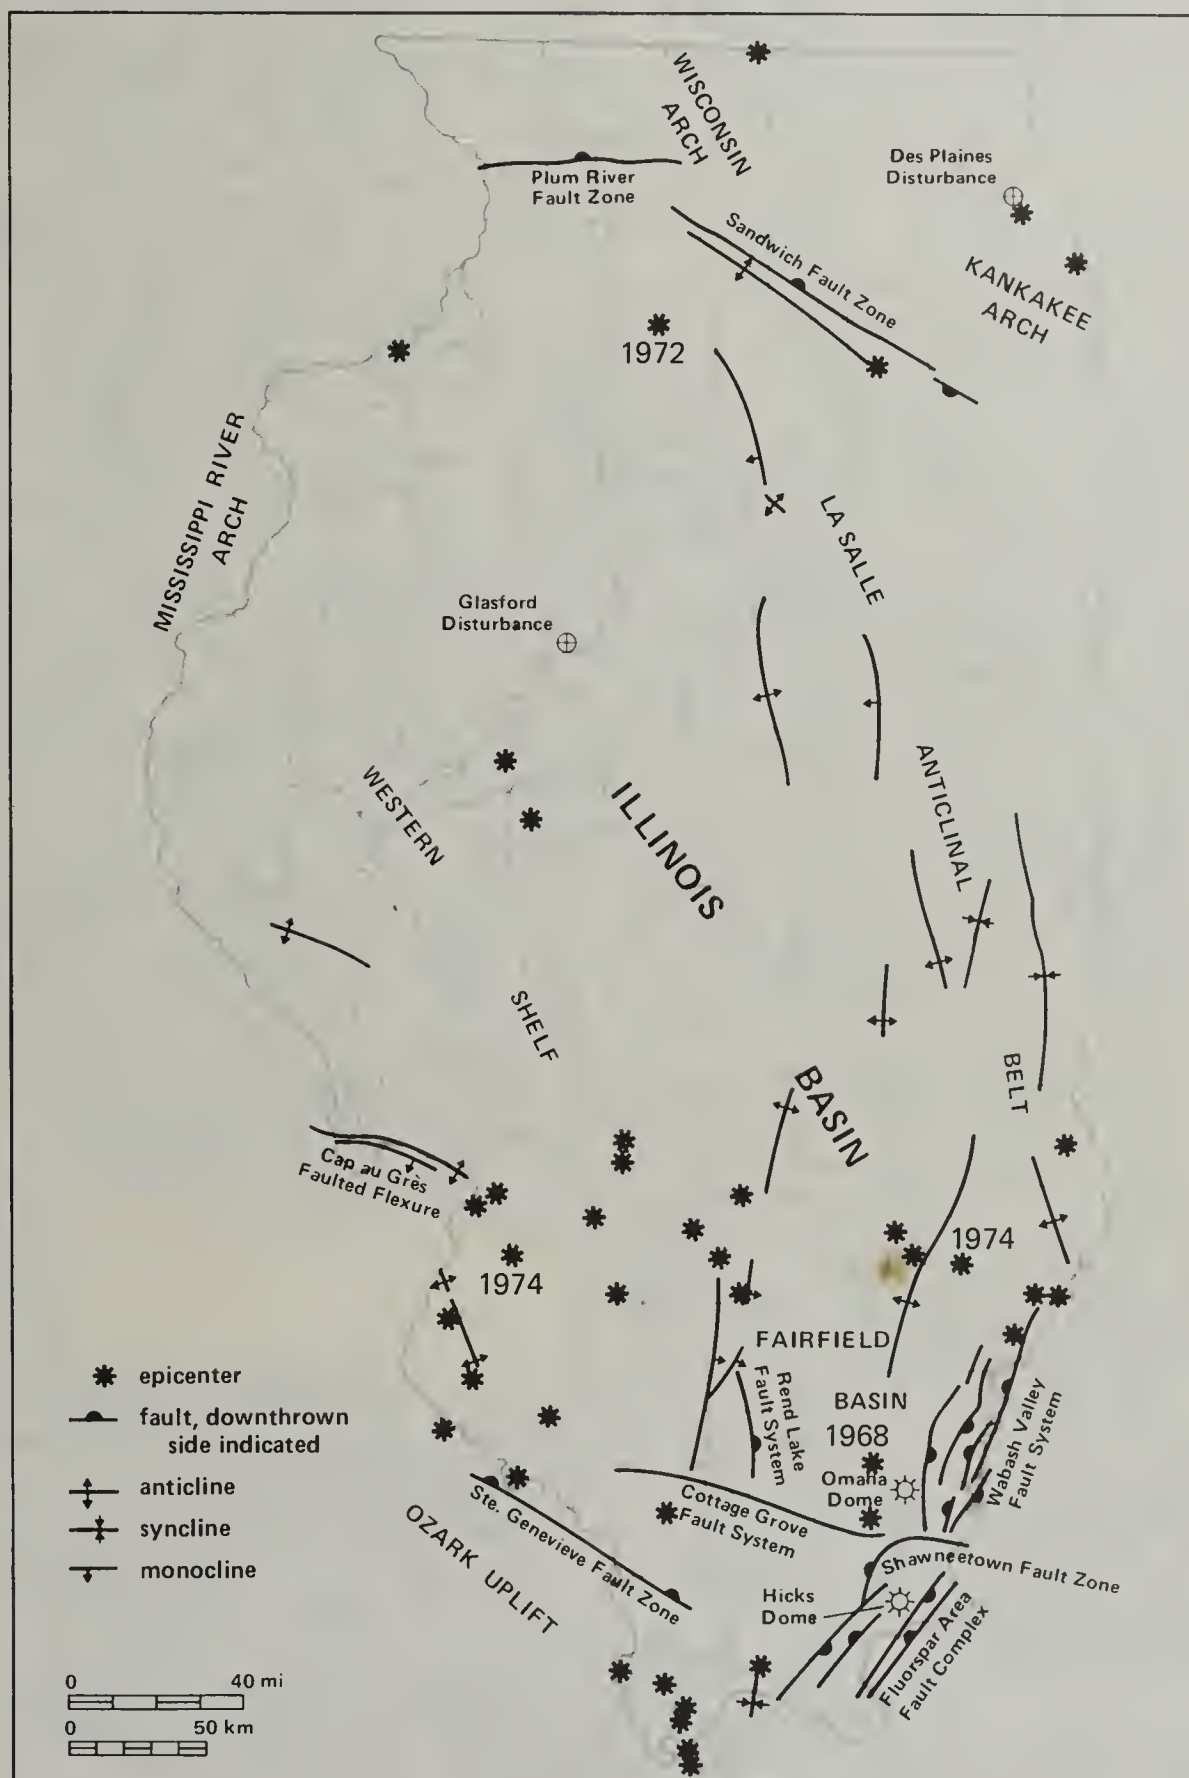 WISCONSIN
ARCH
Des Plaines
Disturbance
Plum River
Fault Zone
Sandwich Fault Zone
KANKAKEE
ARCH
1972
MISSISSIPPI RIVER
ARCH
LA SALLE
Glasford
Disturbance
WESTERN
ILLINOIS
ANTICLINAL
SHELF
BASIN
BELT
Cap au Grès
Faulted Flexure
1974
1974
FAIRFIELD
BASIN
1968
Rend Lake
Fault System
Wabash Valley
Fault System
Omaha
Dome
epicenter
fault, downthrown
side indicated
anticline
syncline
monocline
Cottage Grove
Fault System
Ste. Genevieve Fault Zone
OZARK UPLIFT
Shawneetown Fault Zone
Hicks
Dome
Fluorspar Area
Fault Complex
0 40 mi
0 50 km